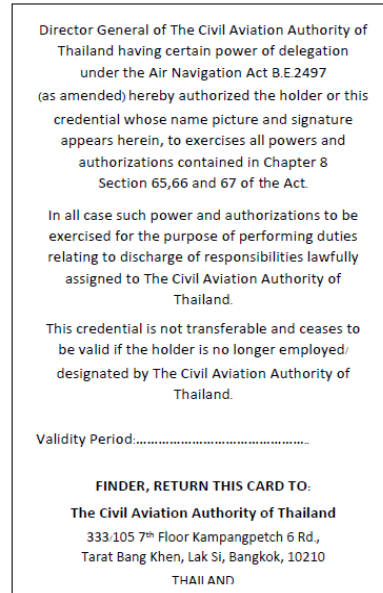 Director General of The Civil Aviation Authority of
Thailand having certain power of delegation
under the Air Navigation Act B.E.2497
(as amended) hereby authorized the holder or this
credential whose name picture and signature
appears herein, to exercises all powers and
authorizations contained in Chapter 8
Section 65,66 and 67 of the Act.
In all case such power and authorizations to be
exercised for the purpose of performing duties
relating to discharge of responsibilities lawfully
assigned to The Civil Aviation Authority of
Thailand.
This credential is not transferable and ceases to
be valid if the holder is no longer employed/
designated by The Civil Aviation Authority of
Thailand.
Validity Period:…………………………………………..
FINDER, RETURN THIS CARD TO:
The Civil Aviation Authority of Thailand
333/105 7th Floor Kampangpetch 6 Rd.,
Tarat Bang Khen, Lak Si, Bangkok, 10210
THAILAND